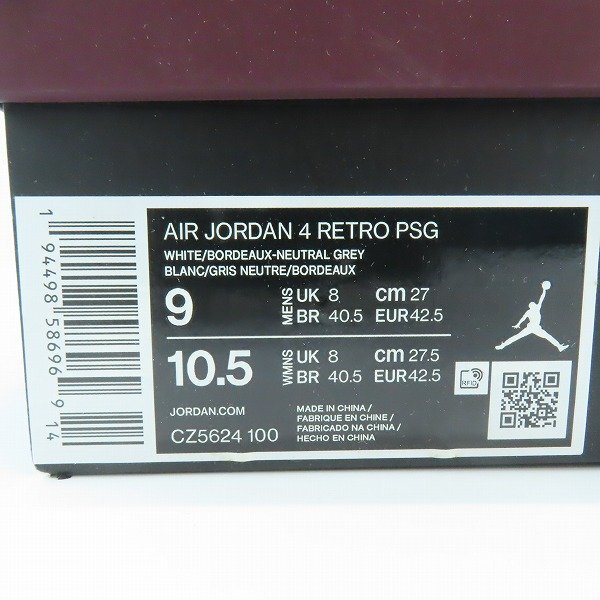 AIR JORDAN 4 RETRO PSG
WHITE/BORDEAUX-NEUTRAL GREY
BLANC/GRIS NEUTRE/BORDEAUX
9 MENS UK 8 cm 27
BR 40.5 EUR 42.5
10.5 WMNS UK 8 cm 27.5
BR 40.5 EUR 42.5
JORDAN.COM
CZ5624 100
MADE IN CHINA /
FABRIQUE EN CHINE /
FABRICADO NA CHINA /
HECHO EN CHINA
RFID
1 94498 58696 9 14